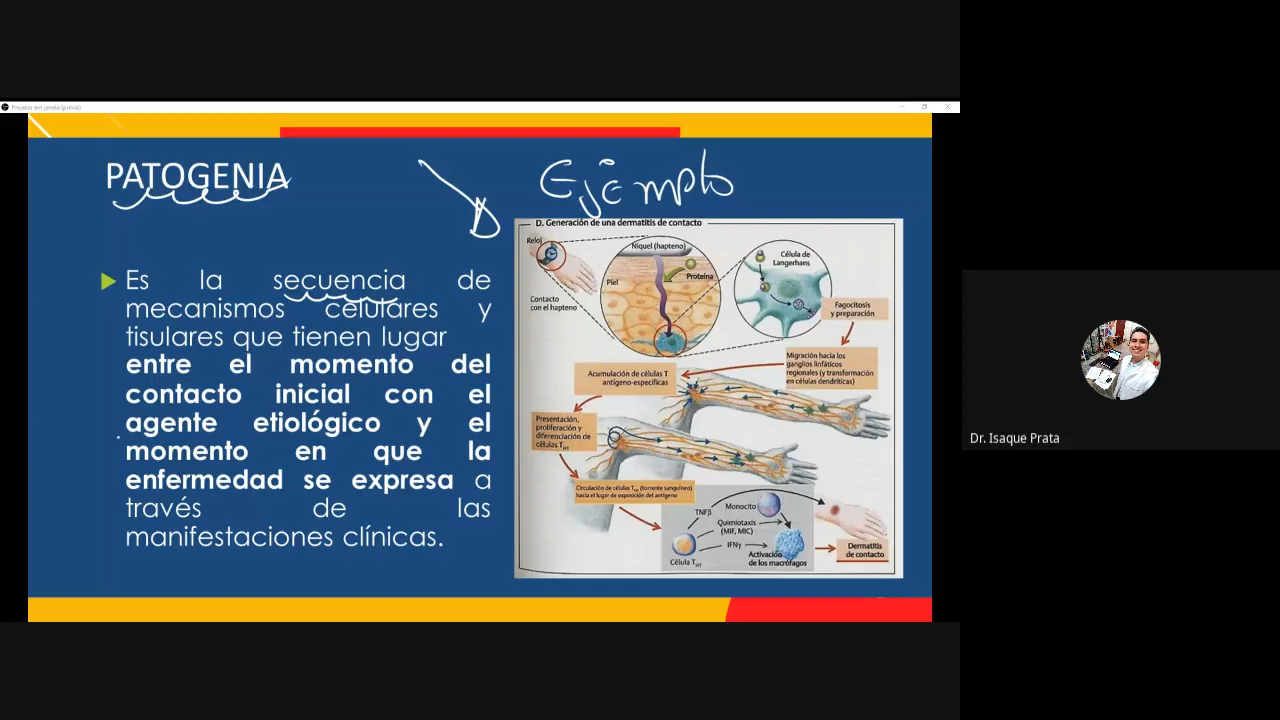 Projetor em janela (prévia)
PATOGENIA
Ejemplo
Es la secuencia de
mecanismos celulares y
tisulares que tienen lugar
entre el momento del
contacto inicial con el
agente etiológico y el
momento en que la
enfermedad se expresa a
través de las
manifestaciones clínicas.
D. Generación de una dermatitis de contacto
Reloj
Contacto
con el hapteno
Níquel (hapteno)
Piel
Proteína
Célula de
Langerhans
Fagocitosis
y preparación
Migración hacia los
ganglios linfáticos
regionales (y transformación
en células dendríticas)
Acumulación de células T
antígeno-específicas
Presentación,
proliferación y
diferenciación de
células TH1
Circulación de células TH1 (torrente sanguíneo)
hacia el lugar de exposición del antígeno
TNFβ
Monocito
Quimiotaxis
(MIF, MIC)
IFNγ
Célula TH1
Activación
de los macrófagos
Dermatitis
de contacto
Dr. Isaque Prata